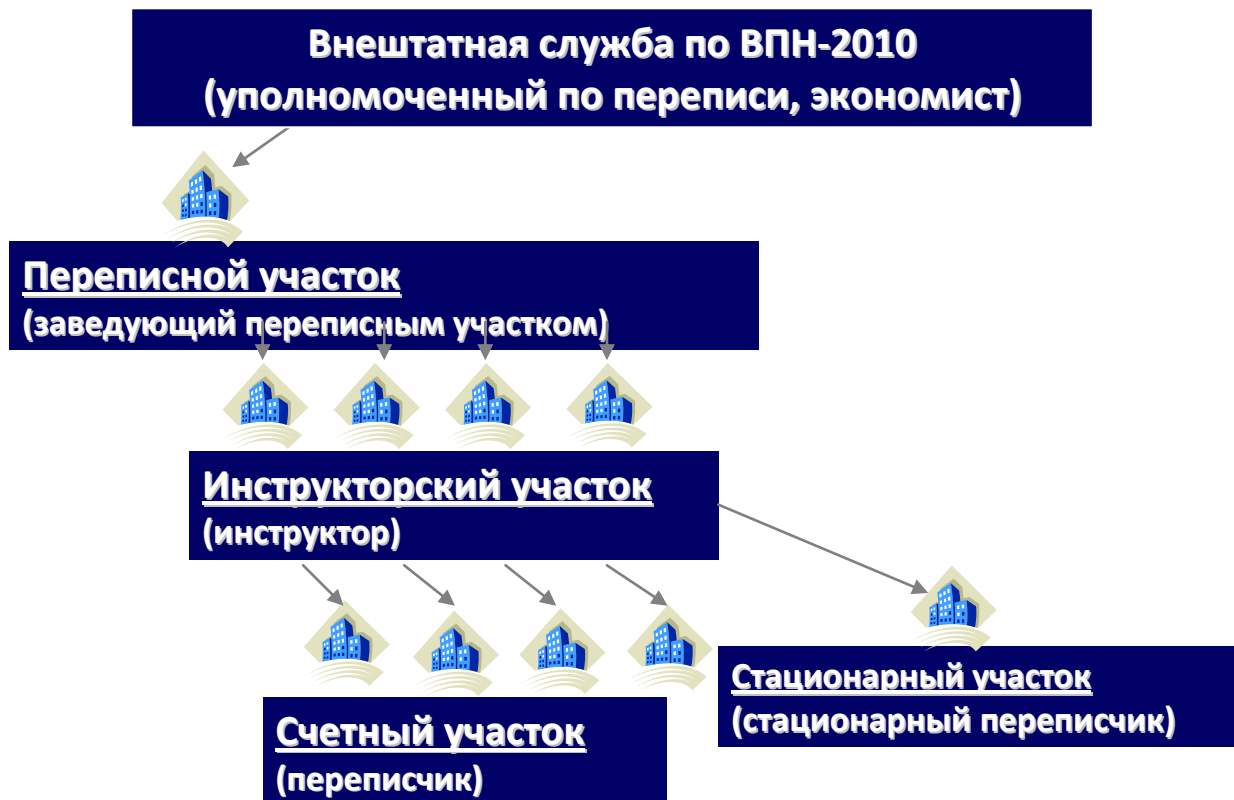 Внештатная служба по ВПН-2010
(уполномоченный по переписи, экономист)
Переписной участок
(заведующий переписным участком)
Инструкторский участок
(инструктор)
Стационарный участок
(стационарный переписчик)
Счетный участок
(переписчик)